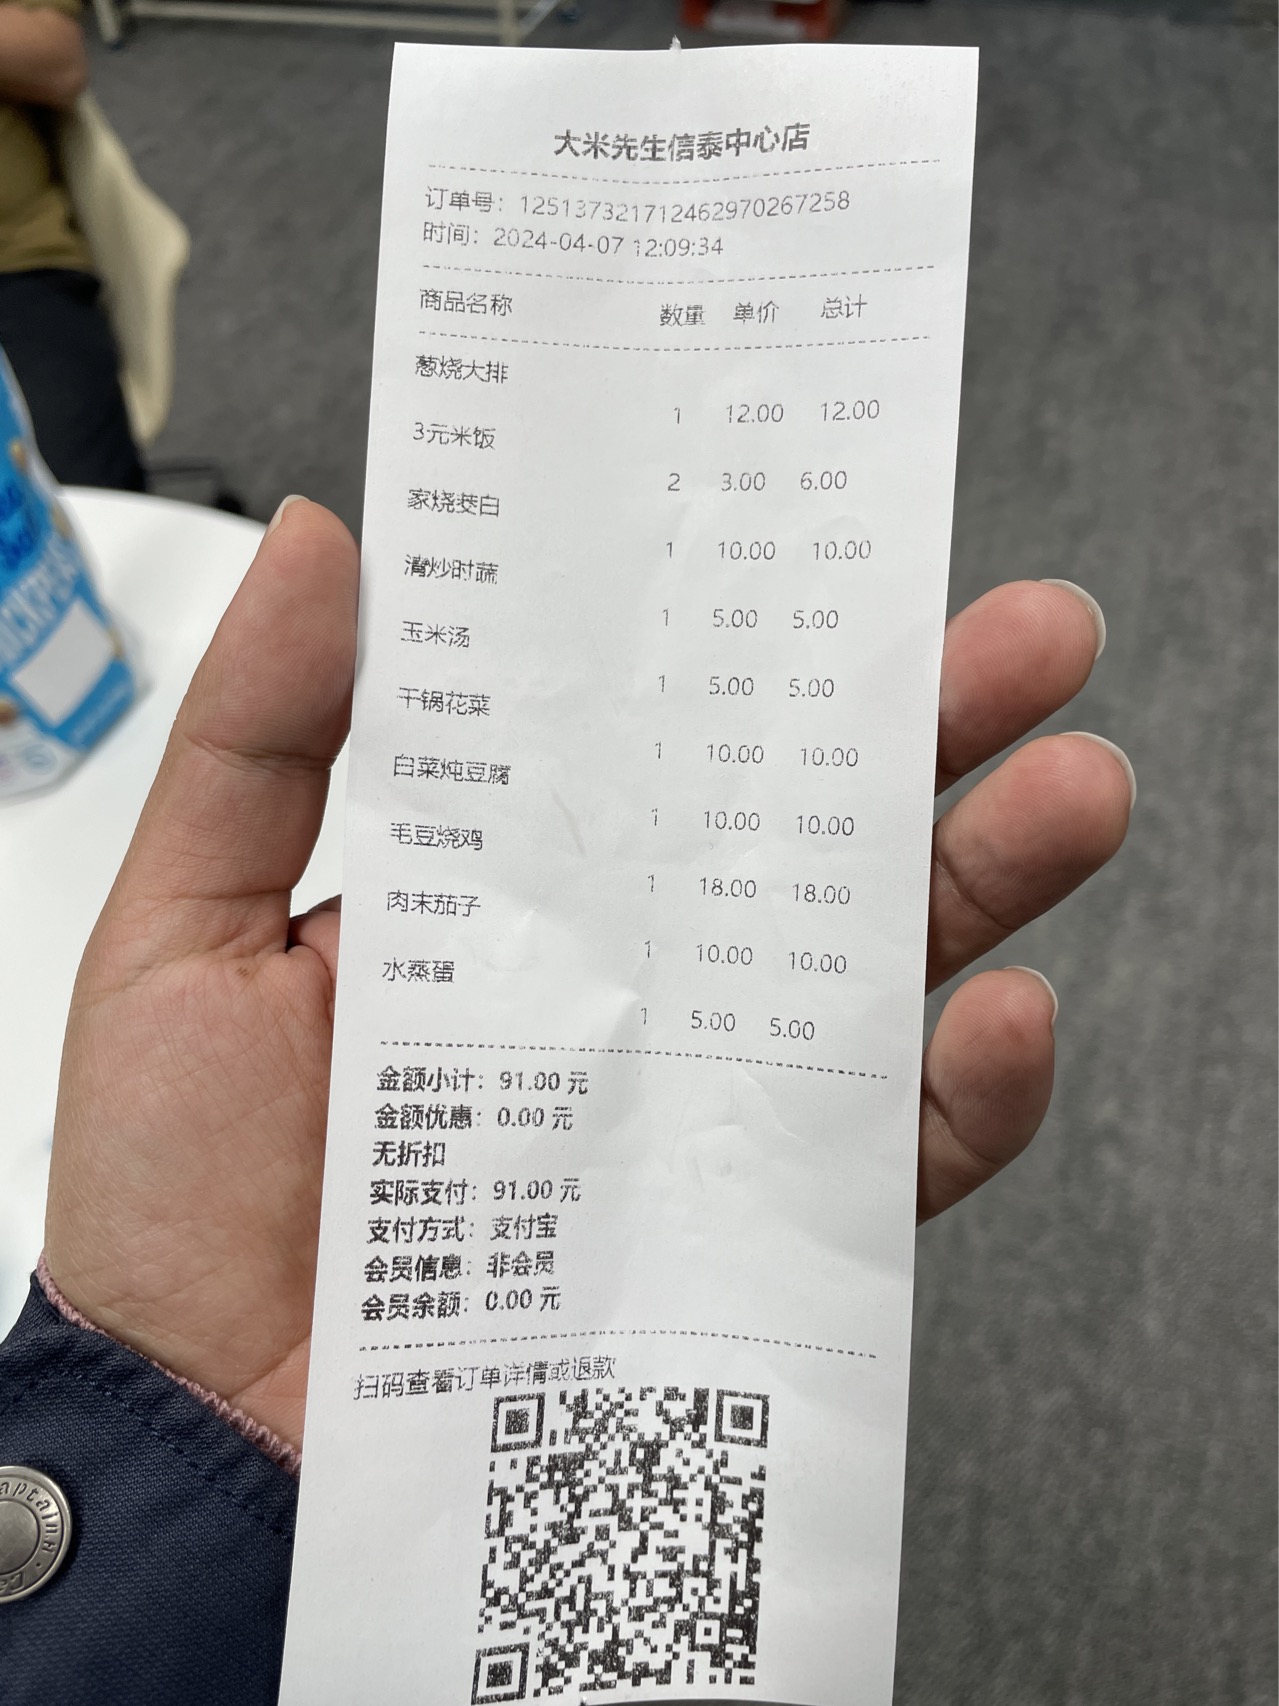 大米先生信泰中心店
订单号：125137321712462970267258
时间：2024-04-07 12:09:34
商品名称 数量 单价 总计
葱烧大排
1 12.00 12.00
3元米饭
2 3.00 6.00
家烧茭白
1 10.00 10.00
清炒时蔬
1 5.00 5.00
玉米汤
1 5.00 5.00
干锅花菜
1 10.00 10.00
白菜炖豆腐
1 10.00 10.00
毛豆烧鸡
1 18.00 18.00
肉末茄子
1 10.00 10.00
水蒸蛋
1 5.00 5.00
金额小计：91.00 元
金额优惠：0.00 元
无折扣
实际支付：91.00 元
支付方式：支付宝
会员信息：非会员
会员余额：0.00 元
扫码查看订单详情或退款